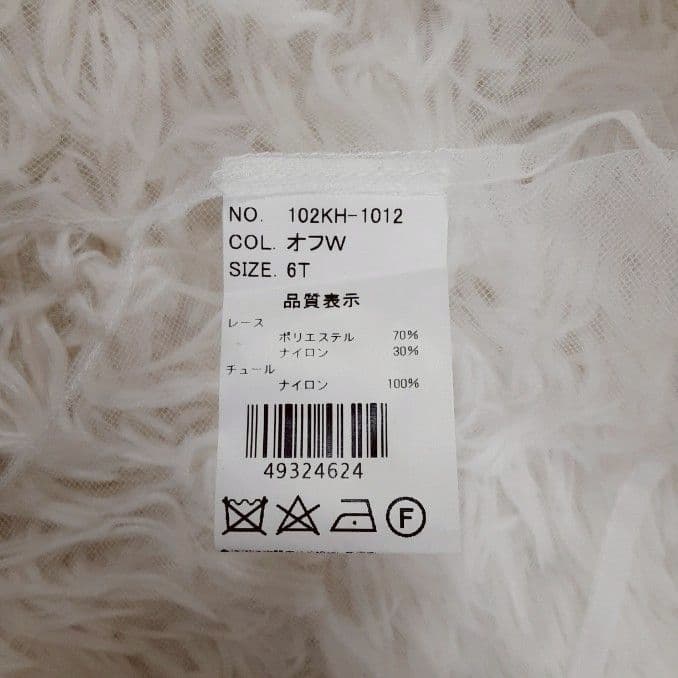 NO. 102KH-1012
COL. オフW
SIZE. 6T
品質表示
レース
ポリエステル 70%
ナイロン 30%
チュール
ナイロン 100%
49324624
F